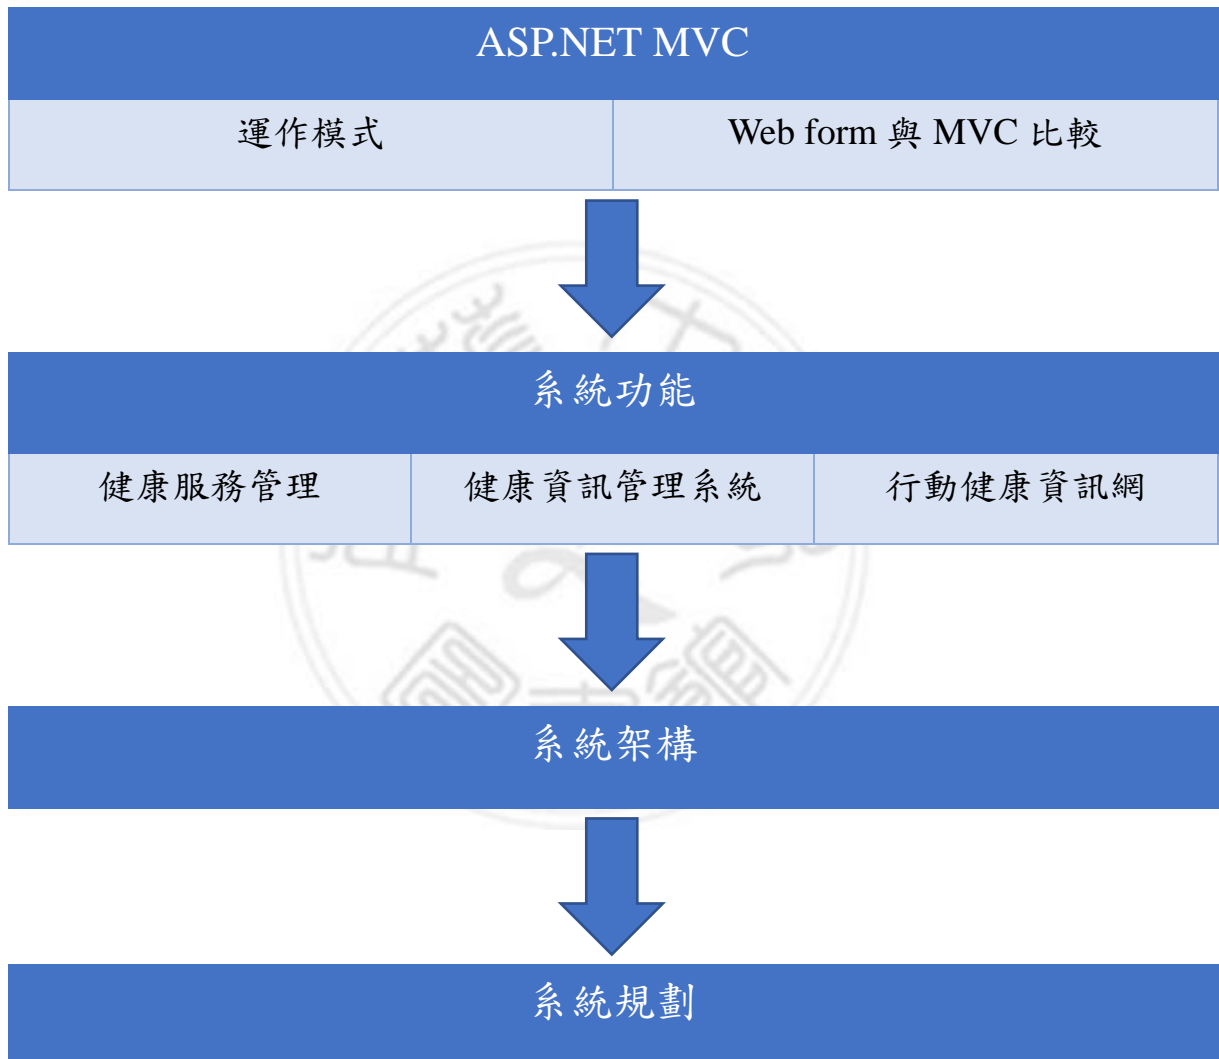 ASP.NET MVC
運作模式
Web form 與 MVC 比較
系統功能
健康服務管理
健康資訊管理系統
行動健康資訊網
系統架構
系統規劃